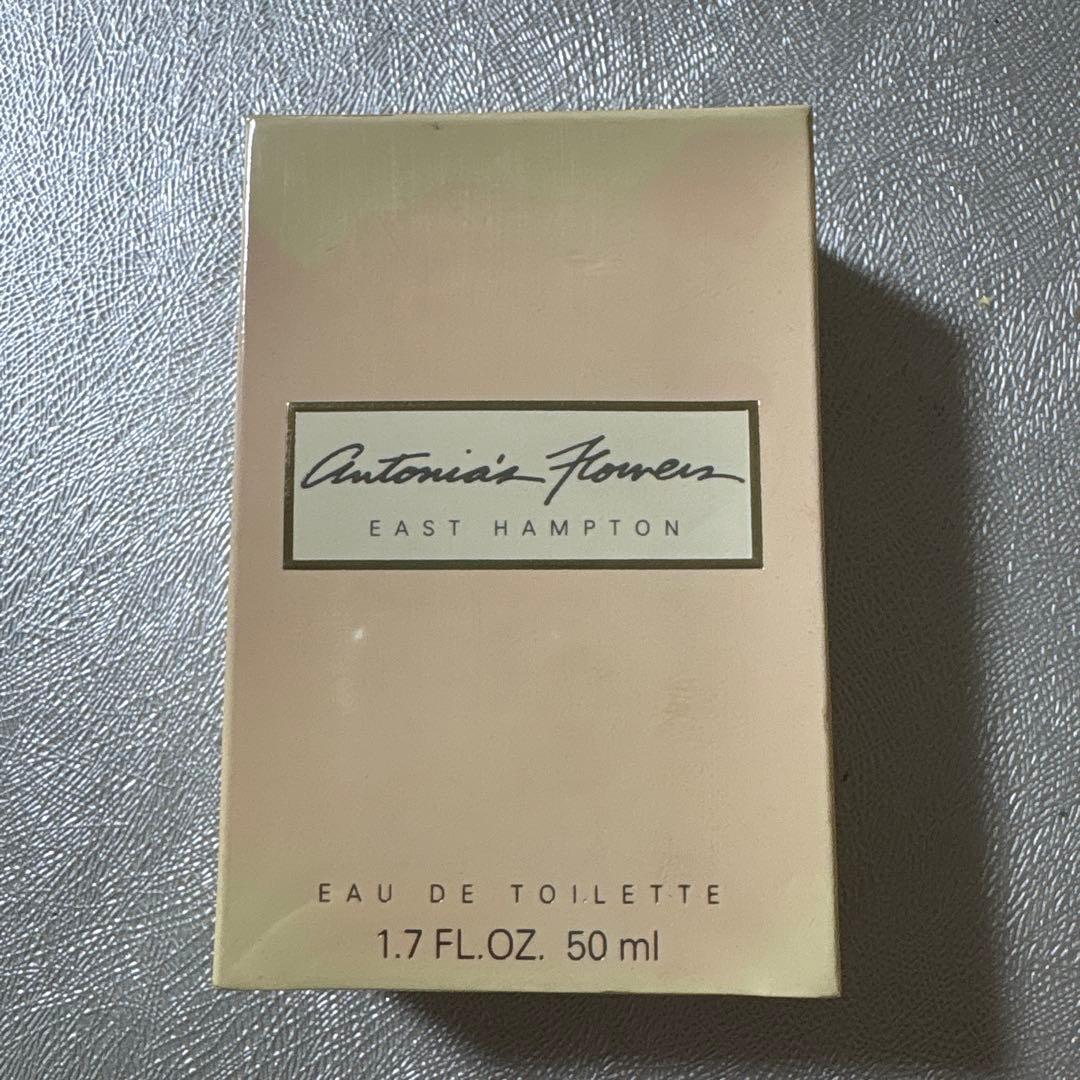 Antonia's Flowers
EAST HAMPTON
EAU DE TOILETTE
1.7 FL.OZ. 50 ml